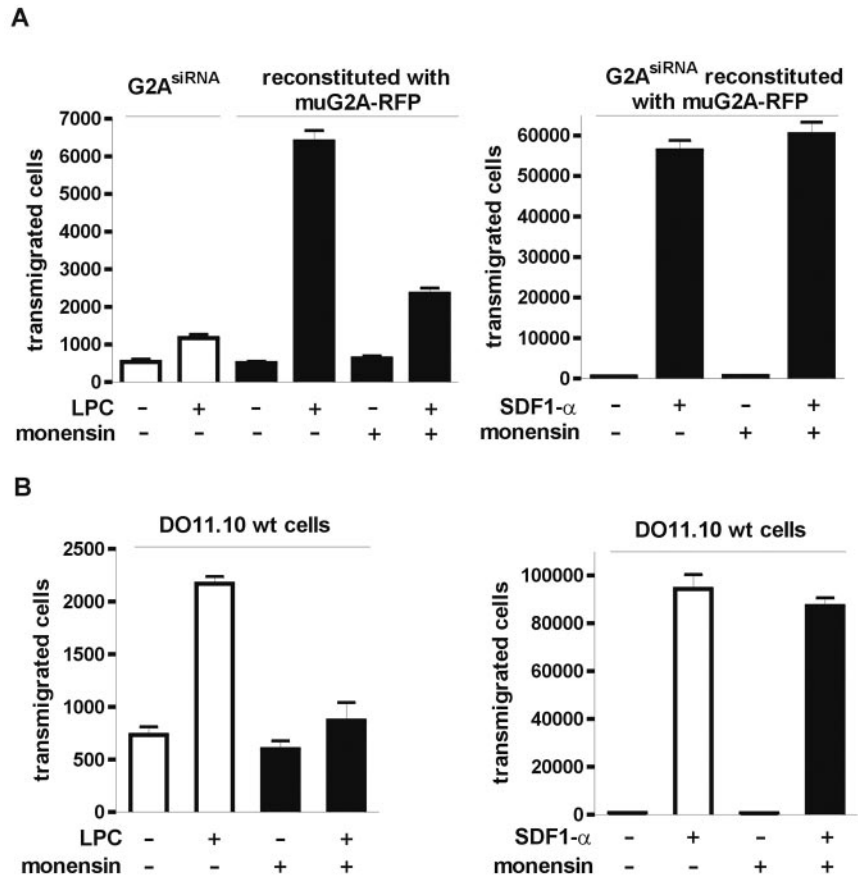 A
G2A^siRNA
reconstituted with
muG2A-RFP
transmigrated cells
7000
6000
5000
4000
3000
2000
1000
0
LPC - + - + - +
monensin - - - - + +
G2A^siRNA reconstituted
with muG2A-RFP
transmigrated cells
60000
50000
40000
30000
20000
10000
0
SDF1-α - + - +
monensin - - + +
B
DO11.10 wt cells
transmigrated cells
2500
2000
1500
1000
500
0
LPC - + - +
monensin - - + +
DO11.10 wt cells
transmigrated cells
100000
80000
60000
40000
20000
0
SDF1-α - + - +
monensin - - + +